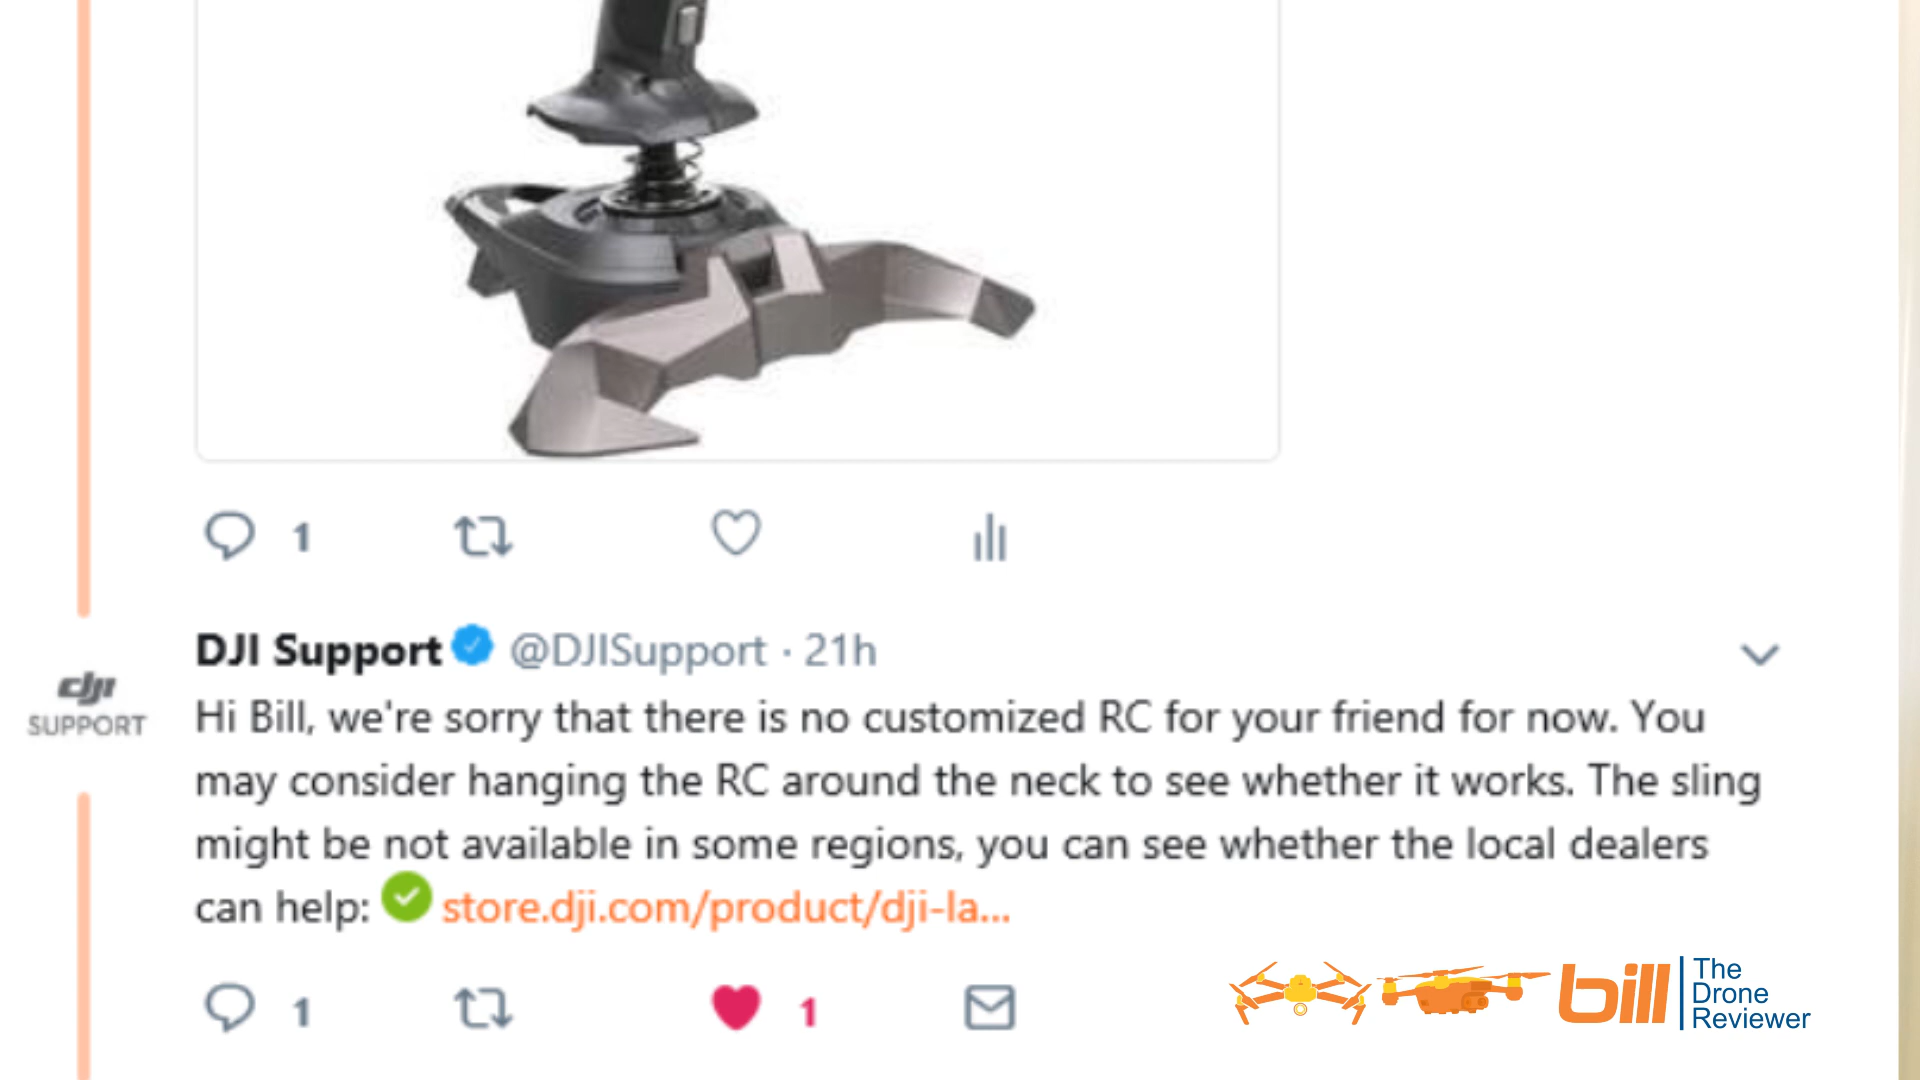 1
DJI Support @DJISupport · 21h
dji
SUPPORT
Hi Bill, we're sorry that there is no customized RC for your friend for now. You
may consider hanging the RC around the neck to see whether it works. The sling
might be not available in some regions, you can see whether the local dealers
can help: store.dji.com/product/dji-la...
1 1
bill
The
Drone
Reviewer